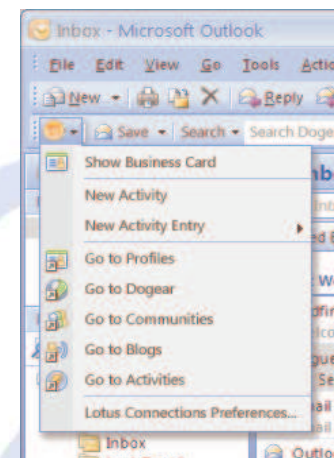 Inbox - Microsoft Outlook
File Edit View Go Tools Actio
New Reply
Save Search Search Doge
Show Business Card
New Activity
New Activity Entry
Go to Profiles
Go to Dogear
Go to Communities
Go to Blogs
Go to Activities
Lotus Connections Preferences...
Inbox
Outlo